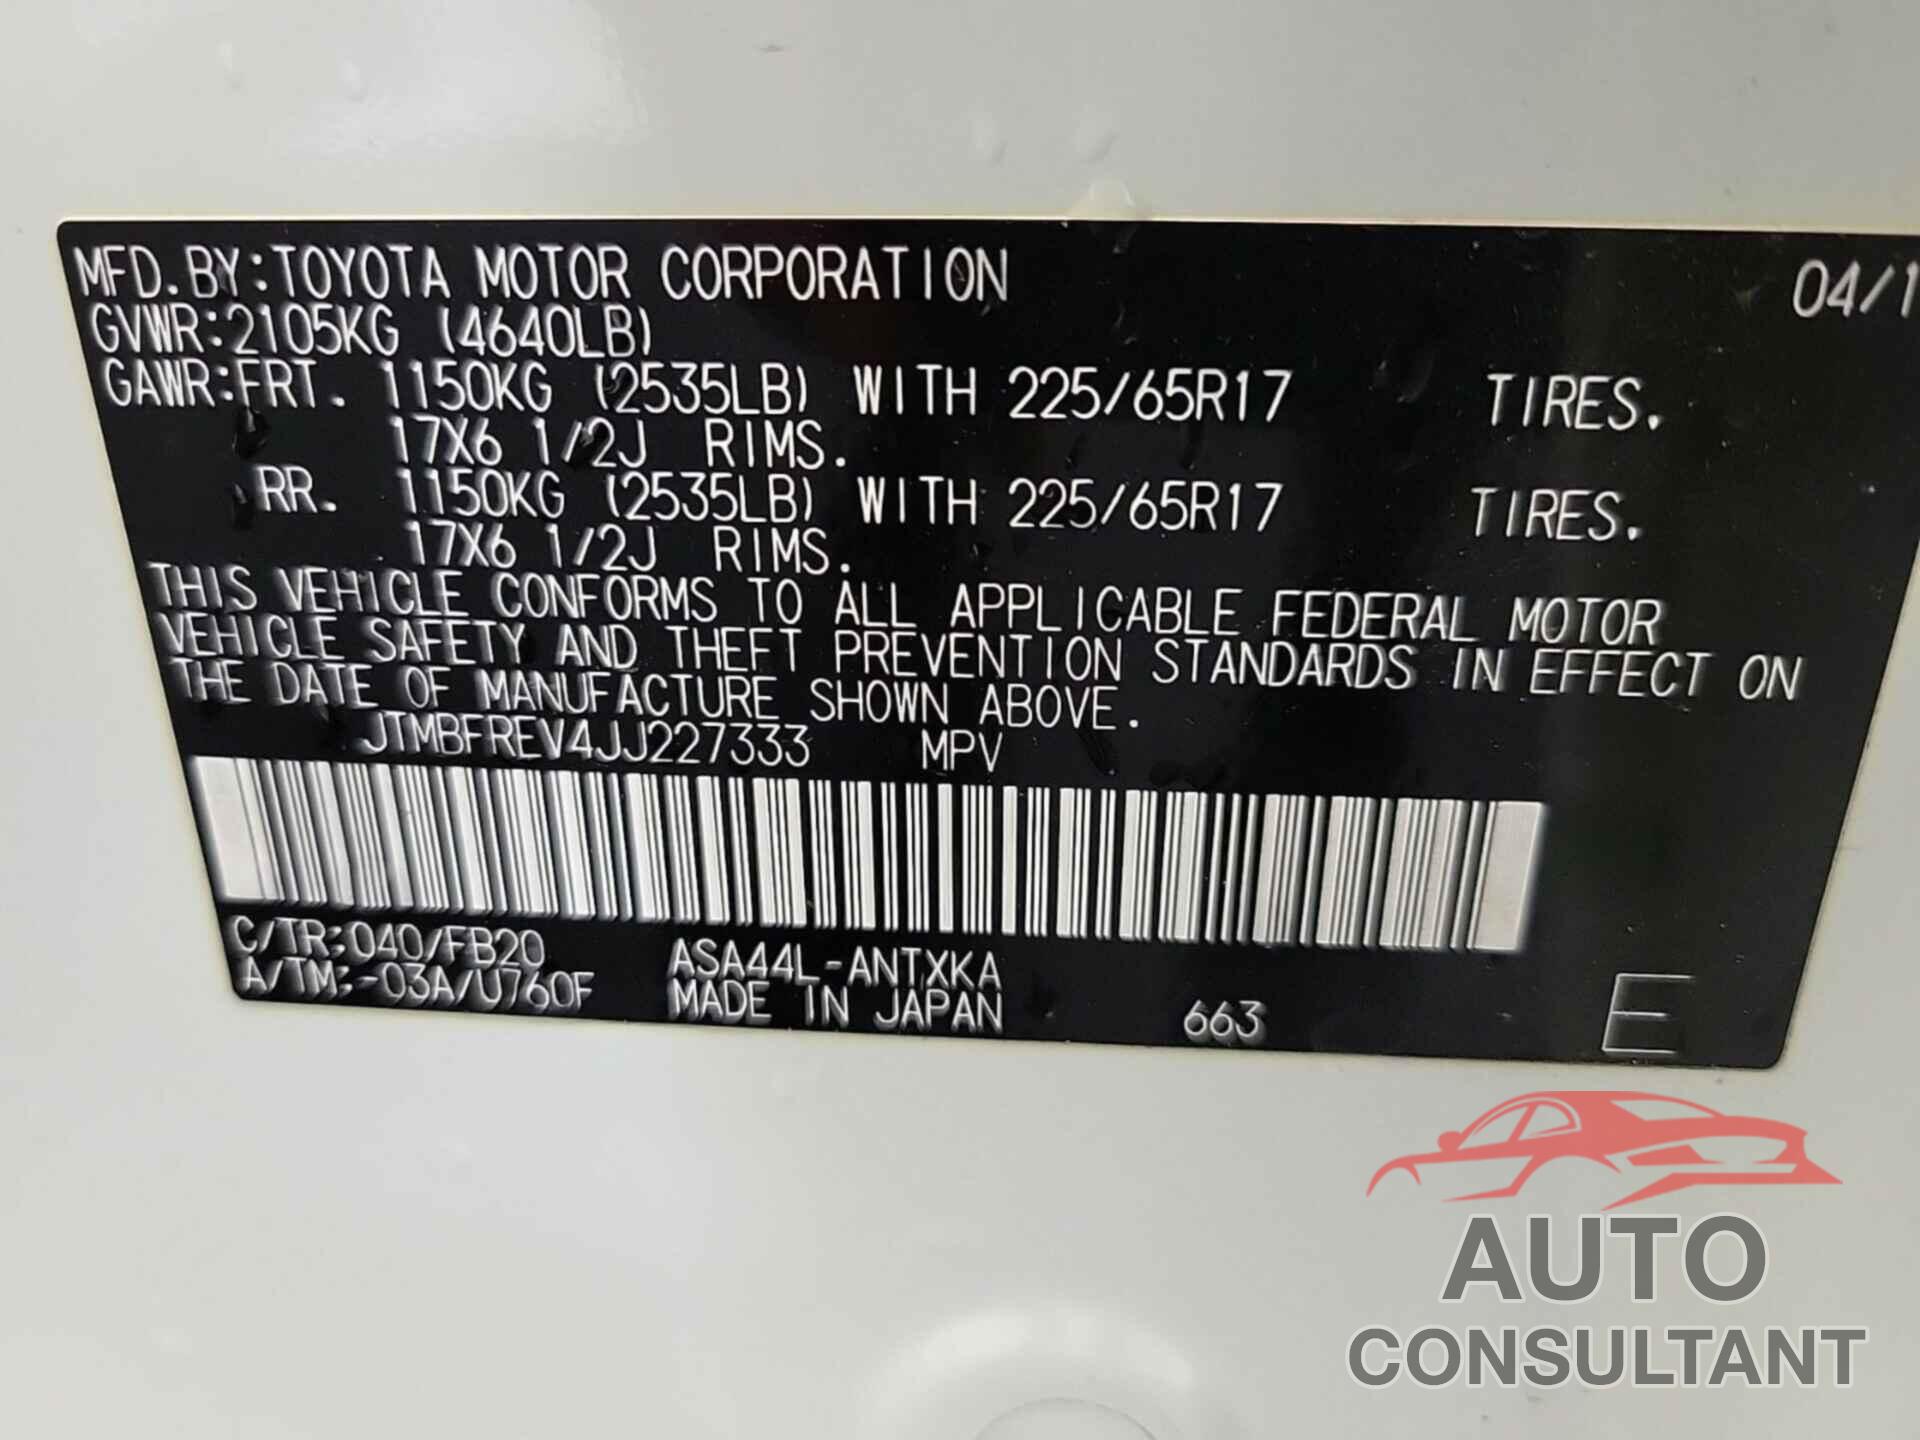 MFD. BY:TOYOTA MOTOR CORPORATION 04/1
GVWR:2105KG (4640LB)
GAWR:FRT. 1150KG (2535LB) WITH 225/65R17 TIRES.
17X6 1/2J RIMS.
RR. 1150KG (2535LB) WITH 225/65R17 TIRES.
17X6 1/2J RIMS.
THIS VEHICLE CONFORMS TO ALL APPLICABLE FEDERAL MOTOR
VEHICLE SAFETY AND THEFT PREVENTION STANDARDS IN EFFECT ON
THE DATE OF MANUFACTURE SHOWN ABOVE.
JTMBFREV4JJ227333 MPV
C/TR:040/FB20 ASA44L-ANTXKA
A/TM:-03A/U760F MADE IN JAPAN 663 E
AUTO
CONSULTANT